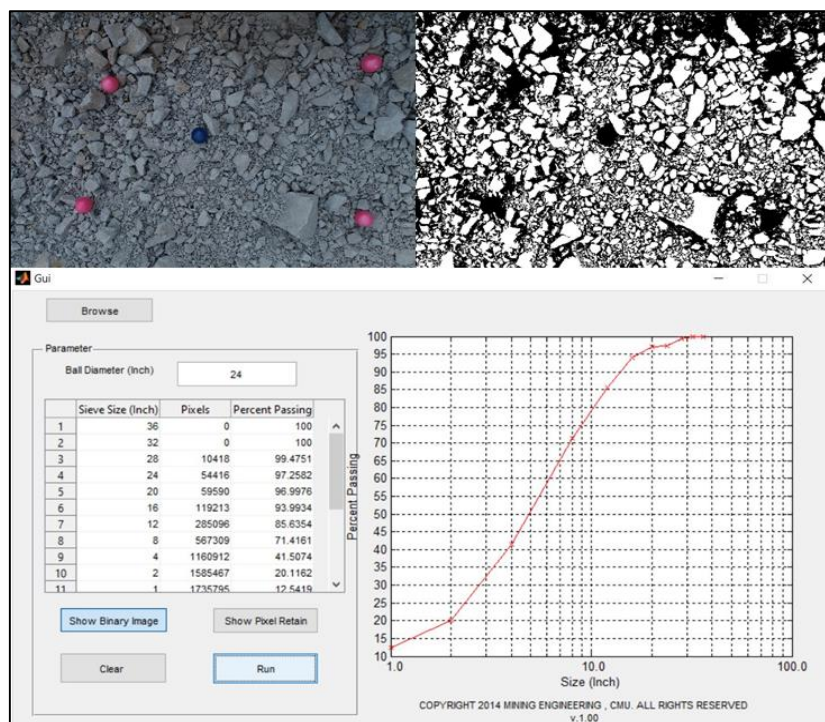 Gui
Browse
Parameter
Ball Diameter (Inch) 24
Sieve Size (Inch) Pixels Percent Passing
1 36 0 100
2 32 0 100
3 28 10418 99.4751
4 24 54416 97.2582
5 20 59590 96.9976
6 16 119213 93.9934
7 12 285096 85.6354
8 8 567309 71.4161
9 4 1160912 41.5074
10 2 1585467 20.1162
11 1 1735795 12.5419
Show Binary Image Show Pixel Retain
Clear Run
Percent Passing
100
95
90
85
80
75
70
65
60
55
50
45
40
35
30
25
20
15
10
1.0 10.0 100.0
Size (Inch)
COPYRIGHT 2014 MINING ENGINEERING , CMU. ALL RIGHTS RESERVED
v.1.00